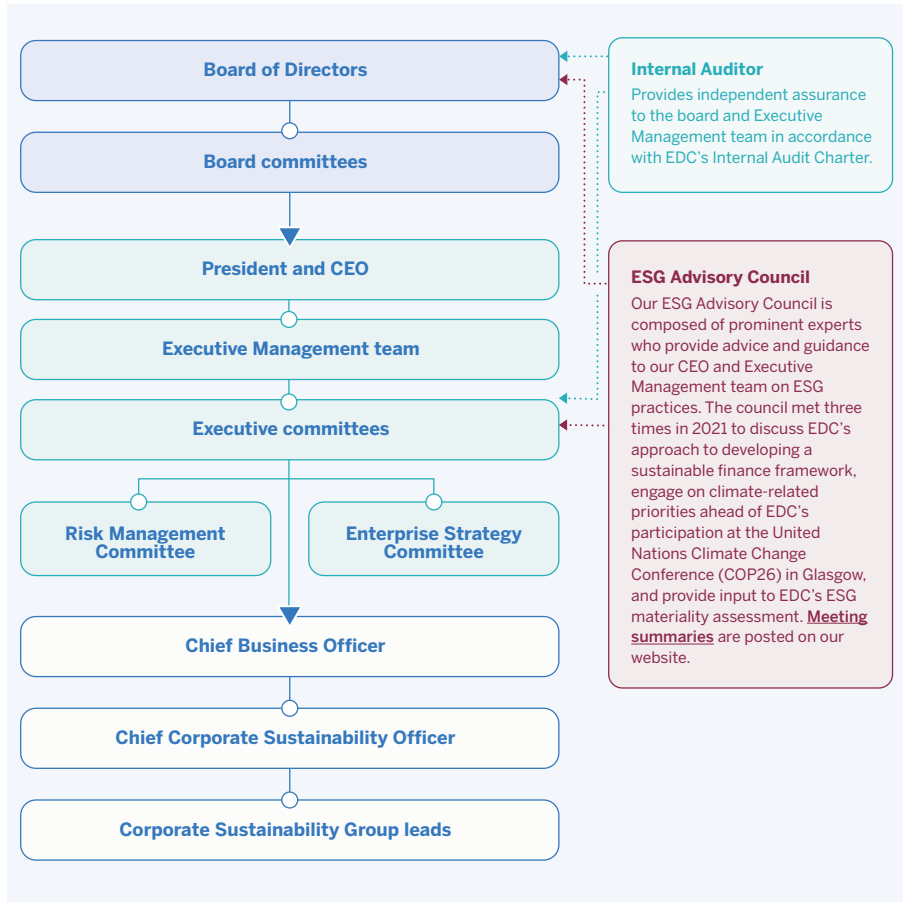 Board of Directors
Board committees
President and CEO
Executive Management team
Executive committees
Risk Management
Committee
Enterprise Strategy
Committee
Chief Business Officer
Chief Corporate Sustainability Officer
Corporate Sustainability Group leads
Internal Auditor
Provides independent assurance
to the board and Executive
Management team in accordance
with EDC’s Internal Audit Charter.
ESG Advisory Council
Our ESG Advisory Council is
composed of prominent experts
who provide advice and guidance
to our CEO and Executive
Management team on ESG
practices. The council met three
times in 2021 to discuss EDC’s
approach to developing a
sustainable finance framework,
engage on climate-related
priorities ahead of EDC’s
participation at the United
Nations Climate Change
Conference (COP26) in Glasgow,
and provide input to EDC’s ESG
materiality assessment. Meeting
summaries are posted on our
website.